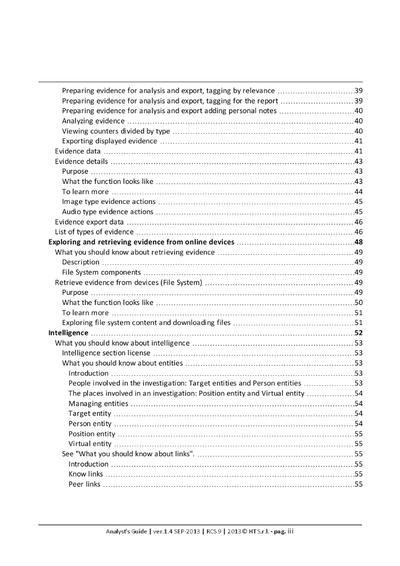 Preparing evidence for analysis and export, tagging by relevance ........................39
Preparing evidence for analysis and export, tagging for the report ........................39
Preparing evidence for analysis and export adding personal notes ........................40
Analyzing evidence ........................40
Viewing counters divided by type ........................40
Exporting displayed evidence ........................41
Evidence data ........................41
Evidence details ........................43
Purpose ........................43
What the function looks like ........................43
To learn more ........................44
Image type evidence actions ........................45
Audio type evidence actions ........................45
Evidence export data ........................46
List of types of evidence ........................46
Exploring and retrieving evidence from online devices ........................48
What you should know about retrieving evidence ........................49
Description ........................49
File System components ........................49
Retrieve evidence from devices (File System) ........................49
Purpose ........................49
What the function looks like ........................50
To learn more ........................51
Exploring file system content and downloading files ........................51
Intelligence ........................52
What you should know about intelligence ........................53
Intelligence section license ........................53
What you should know about entities ........................53
Introduction ........................53
People involved in the investigation: Target entities and Person entities ........................53
The places involved in an investigation: Position entity and Virtual entity ........................54
Managing entities ........................54
Target entity ........................54
Person entity ........................54
Position entity ........................55
Virtual entity ........................55
See "What you should know about links". ........................55
Introduction ........................55
Know links ........................55
Peer links ........................55
Analyst's Guide | ver.1.4 SEP-2013 | RCS 9 | 2013 © HT S.r.l. - pag. iii